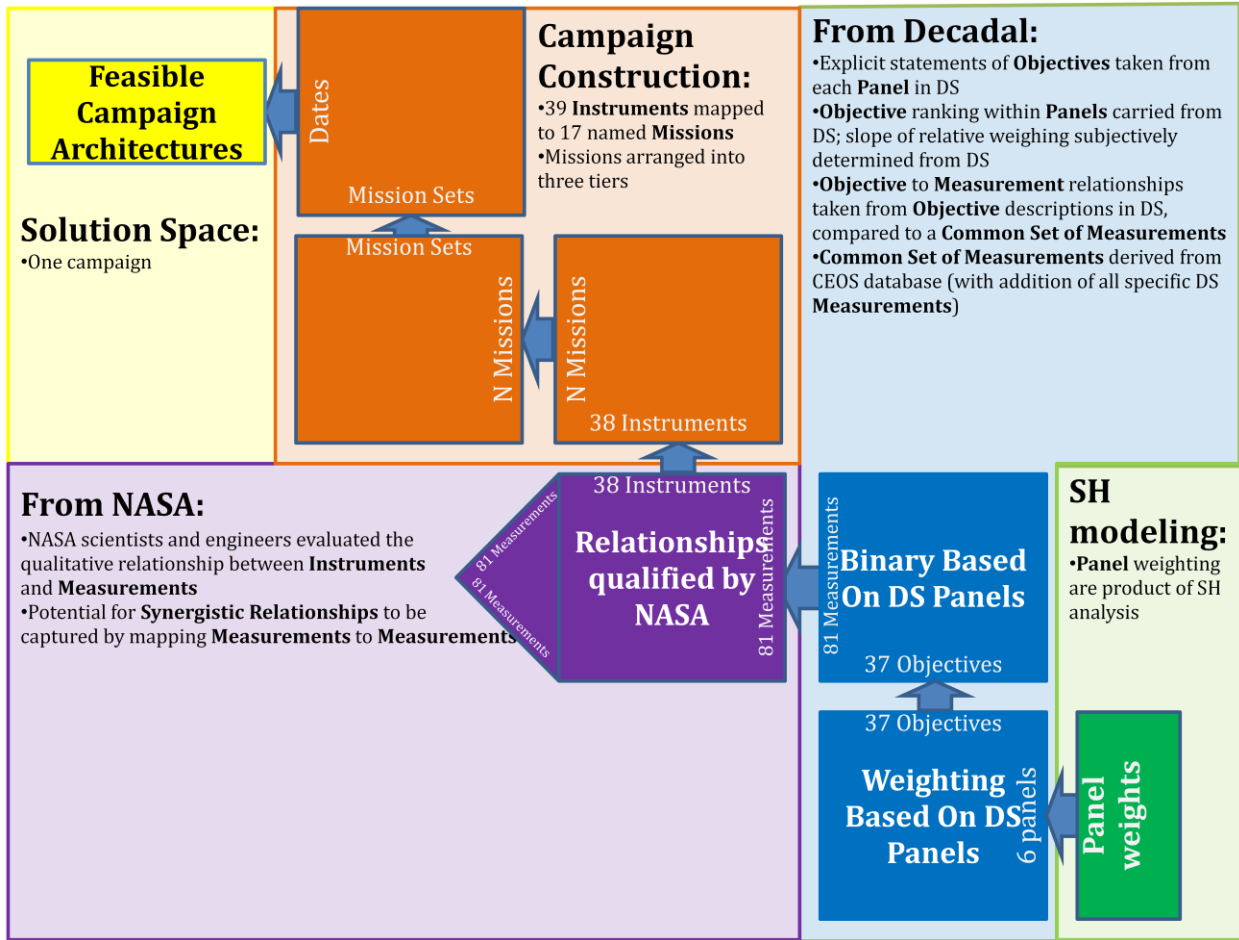 Feasible
Campaign
Architectures
Solution Space:
•One campaign
Dates
Mission Sets
Mission Sets
N Missions
N Missions
38 Instruments
Campaign
Construction:
•39 Instruments mapped
to 17 named Missions
•Missions arranged into
three tiers
From Decadal:
•Explicit statements of Objectives taken from
each Panel in DS
•Objective ranking within Panels carried from
DS; slope of relative weighing subjectively
determined from DS
•Objective to Measurement relationships
taken from Objective descriptions in DS,
compared to a Common Set of Measurements
•Common Set of Measurements derived from
CEOS database (with addition of all specific DS
Measurements)
From NASA:
•NASA scientists and engineers evaluated the
qualitative relationship between Instruments
and Measurements
•Potential for Synergistic Relationships to be
captured by mapping Measurements to Measurements
81 Measurements
81 Measurements
38 Instruments
Relationships
qualified by
NASA
81 Measurements
81 Measurements
Binary Based
On DS Panels
37 Objectives
37 Objectives
Weighting
Based On DS
Panels
6 panels
SH
modeling:
•Panel weighting
are product of SH
analysis
Panel
weights